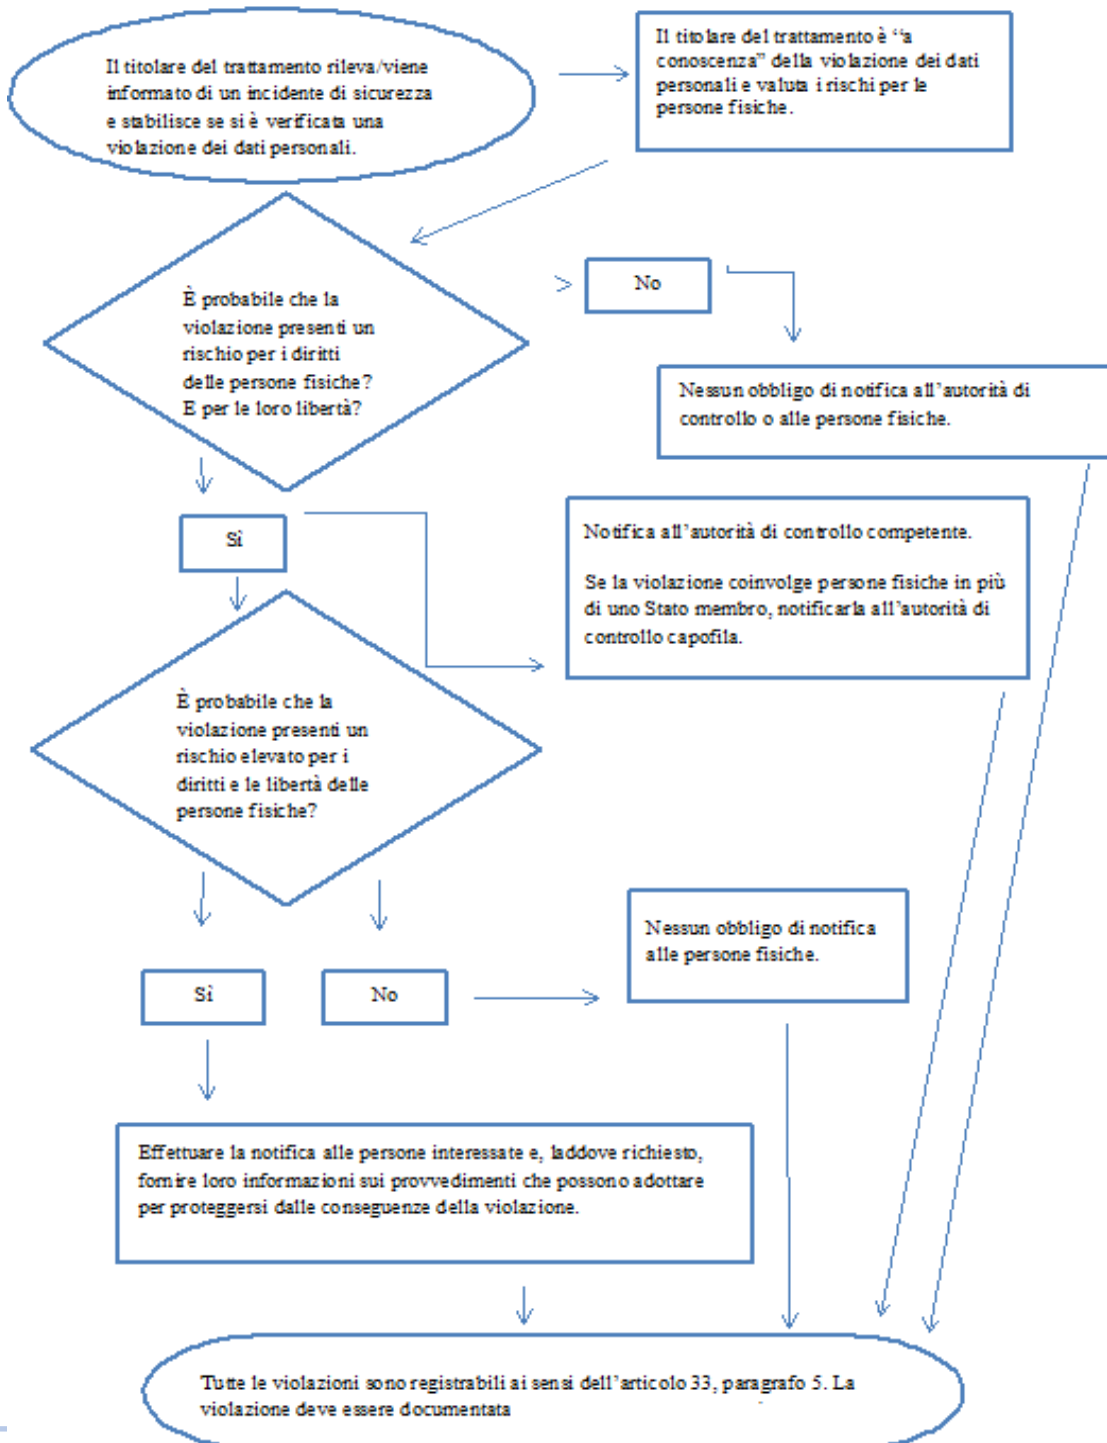 Il titolare del trattamento rileva/viene
informato di un incidente di sicurezza
e stabilisce se si è verificata una
violazione dei dati personali.
Il titolare del trattamento è “a
conoscenza” della violazione dei dati
personali e valuta i rischi per le
persone fisiche.
È probabile che la
violazione presenti un
rischio per i diritti
delle persone fisiche?
E per le loro libertà?
No
Nessun obbligo di notifica all’autorità di
controllo o alle persone fisiche.
Sì
Notifica all’autorità di controllo competente.
Se la violazione coinvolge persone fisiche in più
di uno Stato membro, notificarla all’autorità di
controllo capofila.
È probabile che la
violazione presenti un
rischio elevato per i
diritti e le libertà delle
persone fisiche?
Nessun obbligo di notifica
alle persone fisiche.
Sì
No
Effettuare la notifica alle persone interessate e, laddove richiesto,
fornire loro informazioni sui provvedimenti che possono adottare
per proteggersi dalle conseguenze della violazione.
Tutte le violazioni sono registrabili ai sensi dell’articolo 33, paragrafo 5. La
violazione deve essere documentata